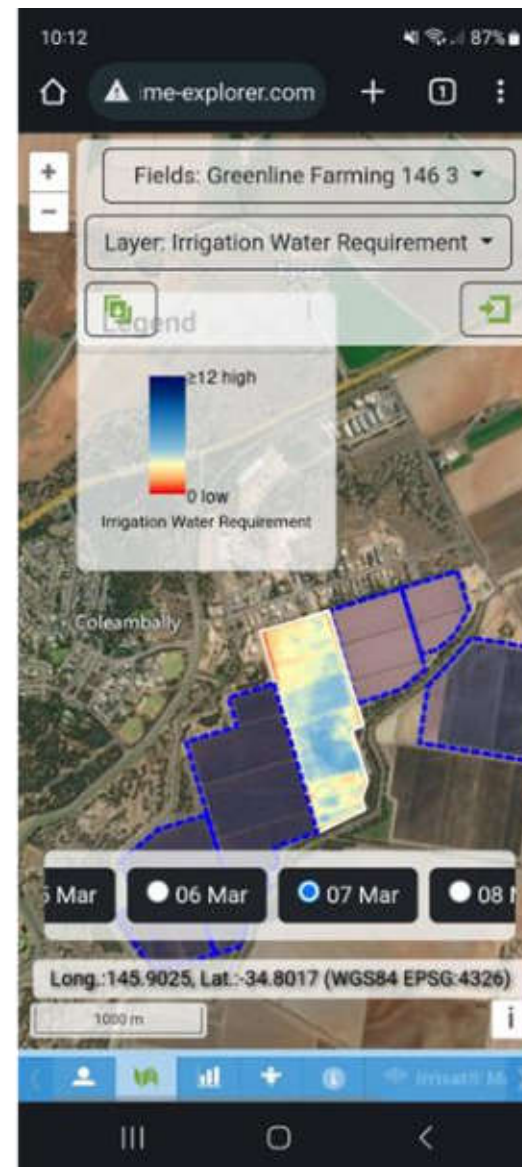 10:12
87%
me-explorer.com
1
Fields: Greenline Farming 146 3
Layer: Irrigation Water Requirement
Legend
≥12 high
0 low
Irrigation Water Requirement
Coleambally
Mar
06 Mar
07 Mar
08
Long.:145.9025, Lat.:-34.8017 (WGS84 EPSG:4326)
1000 m
i